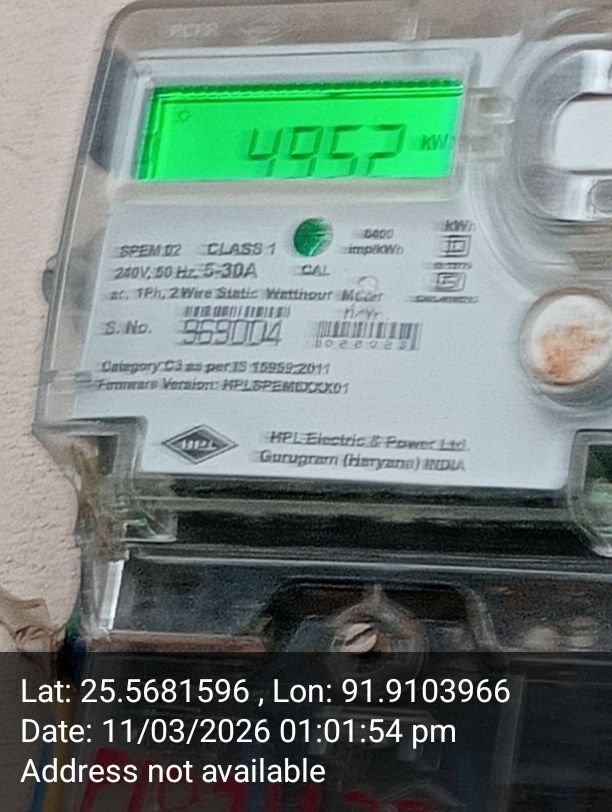 4952 kW
6400
imp/kWh
kWh
SPEM 02 CLASS 1
240V, 50 Hz, 5-30A
CAL
ac, 1Ph, 2Wire Static Watthour Meter
S. No. 969004
Category: C3 as per IS 15959:2011
Firmware Version:
HPL
HPL Electric & Power Ltd.
Gurugram (Haryana) INDIA
Lat: 25.5681596 , Lon: 91.9103966
Date: 11/03/2026 01:01:54 pm
Address not available